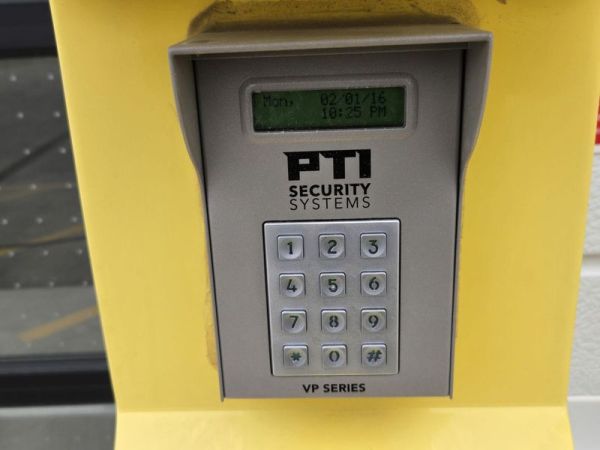 Mon, 02/01/16
10:25 PM
PTI
SECURITY
SYSTEMS
1 2 3
4 5 6
7 8 9
* 0 #
VP SERIES